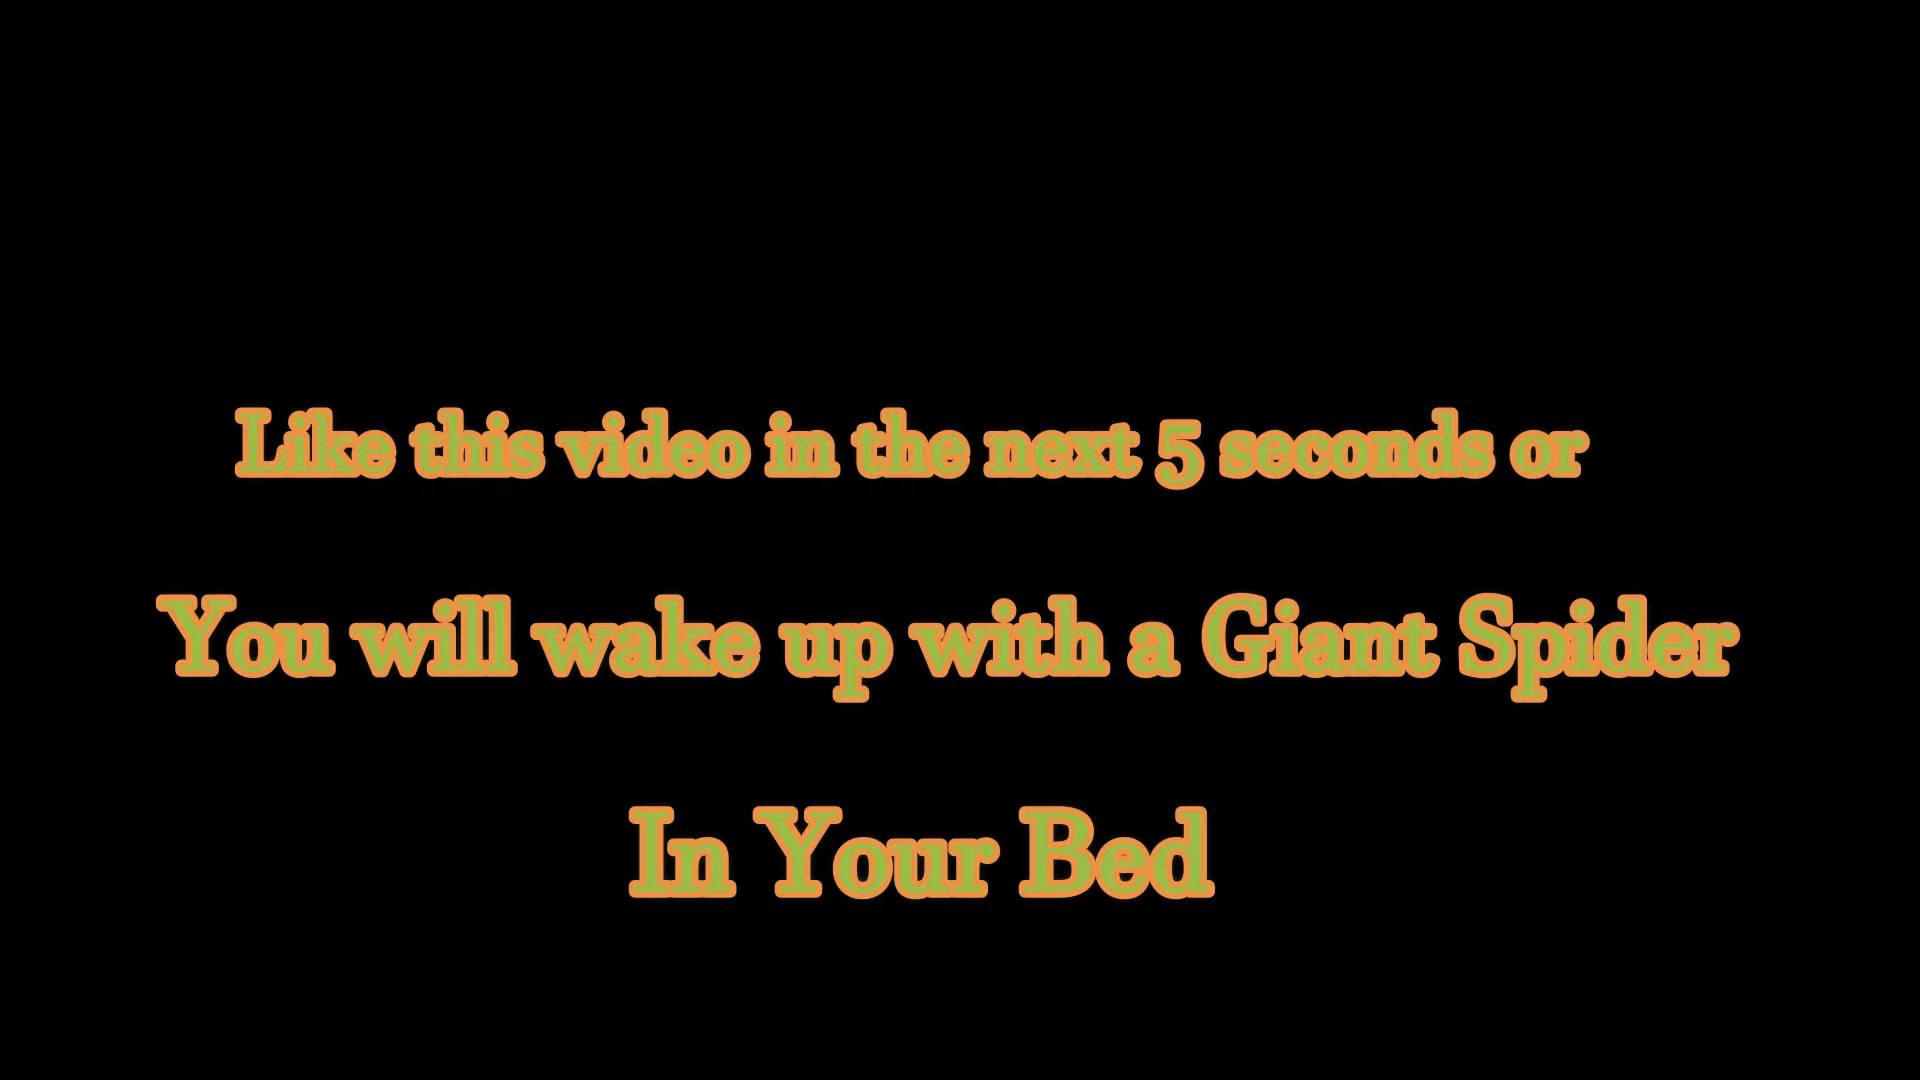 Like this video in the next 5 seconds or
You will wake up with a Giant Spider
In Your Bed